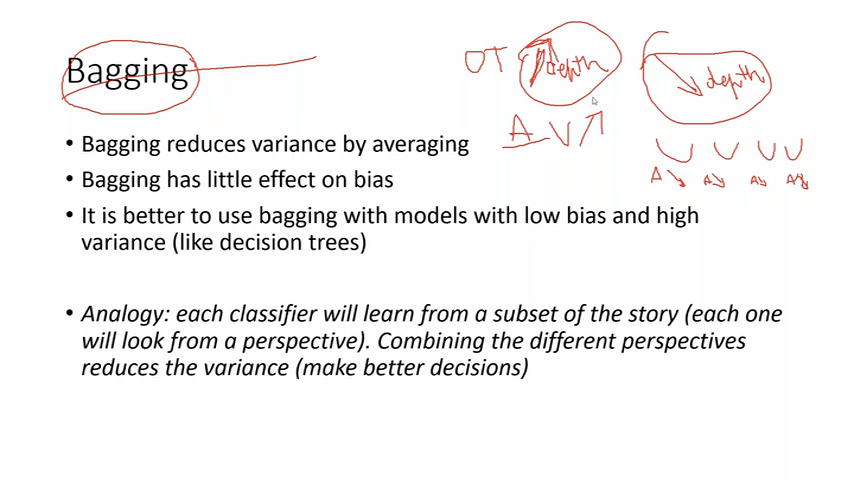 Bagging
DT depth
depth
A V
A A A A
• Bagging reduces variance by averaging
• Bagging has little effect on bias
• It is better to use bagging with models with low bias and high
variance (like decision trees)
• Analogy: each classifier will learn from a subset of the story (each one
will look from a perspective). Combining the different perspectives
reduces the variance (make better decisions)